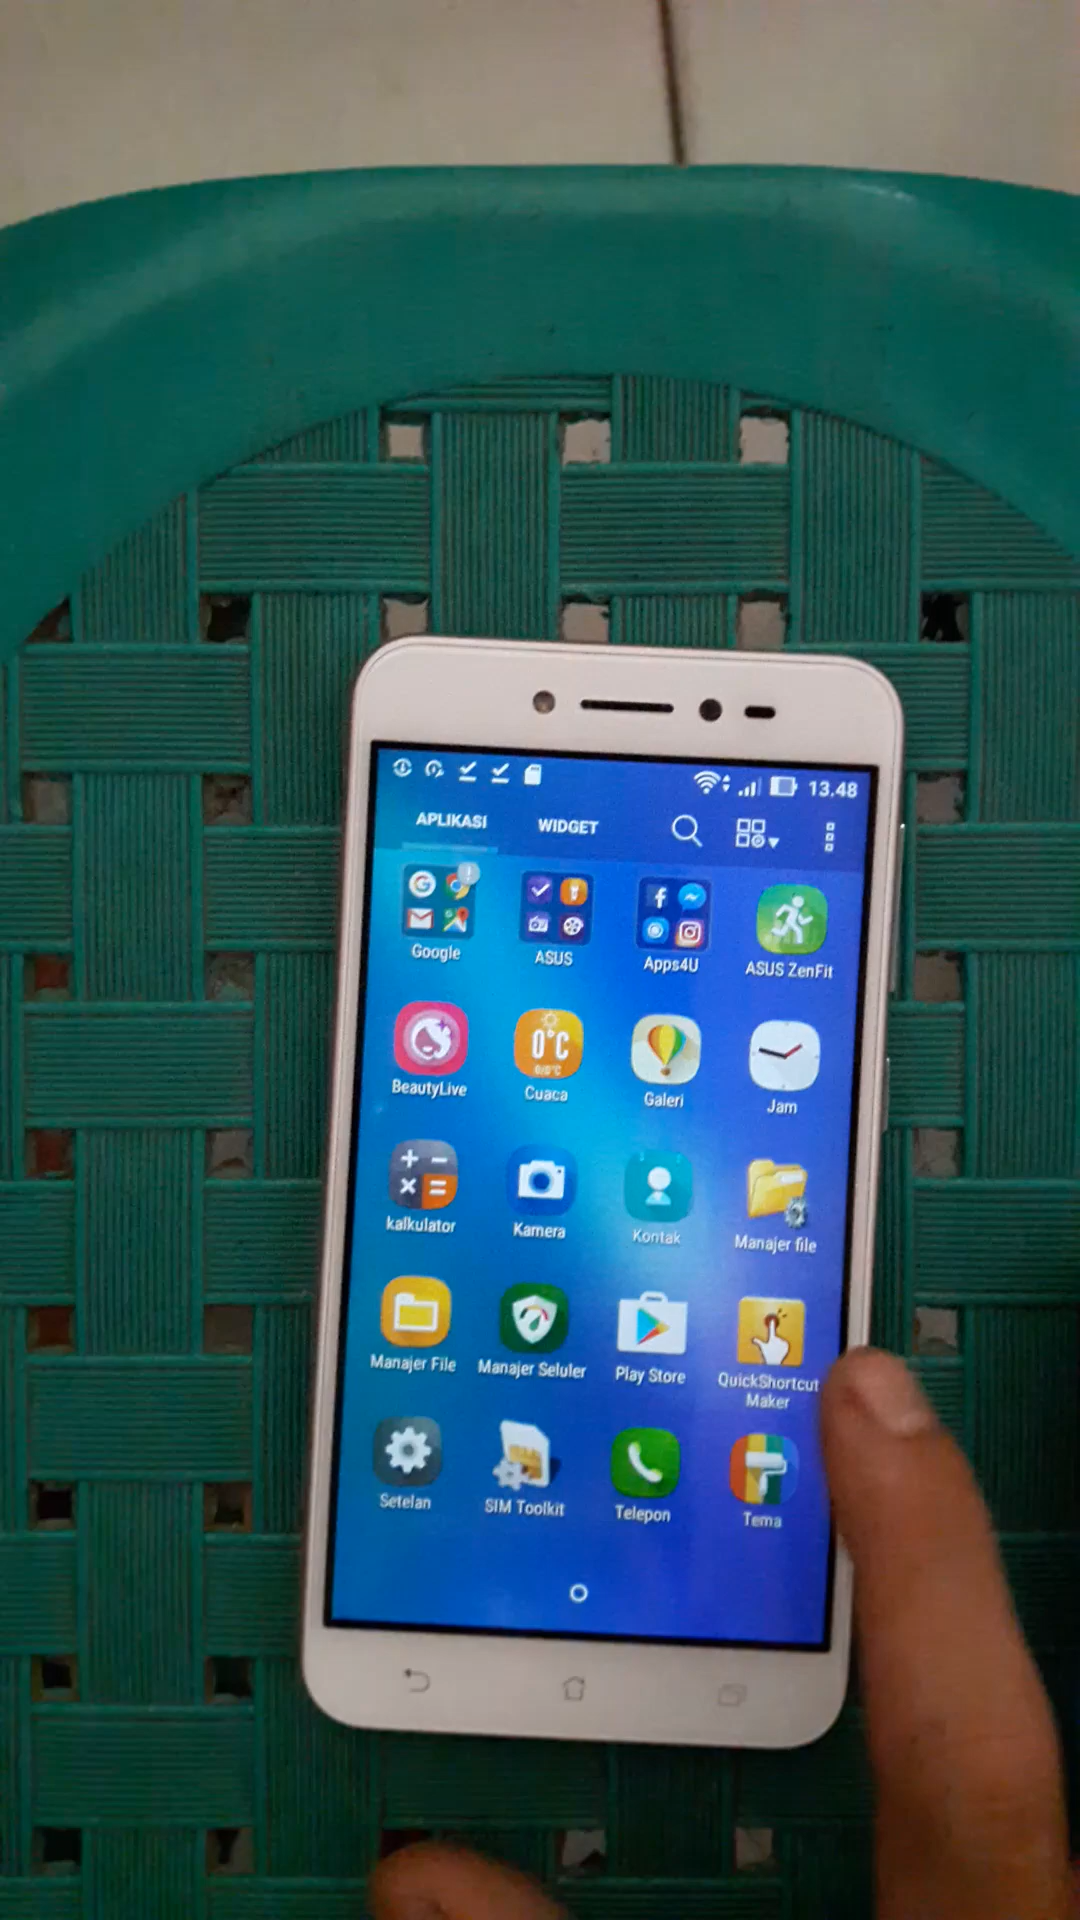 13.48
APLIKASI WIDGET
Google ASUS Apps4U ASUS ZenFit
0°C
BeautyLive Cuaca Galeri Jam
kalkulator Kamera Kontak Manajer file
Manajer File Manajer Seluler Play Store QuickShortcut
Maker
Setelan SIM Toolkit Telepon Tema